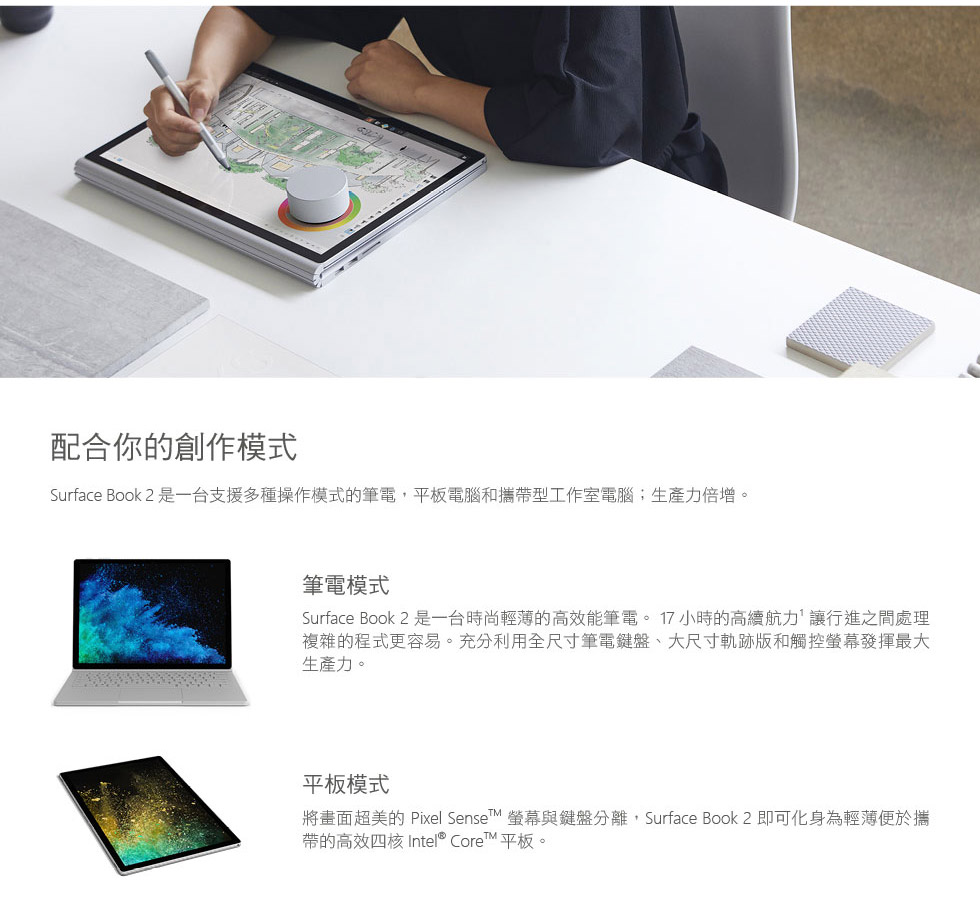 配合你的創作模式
Surface Book 2 是一台支援多種操作模式的筆電，平板電腦和攜帶型工作室電腦；生產力倍增。
筆電模式
Surface Book 2 是一台時尚輕薄的高效能筆電。 17 小時的高續航力¹ 讓行進之間處理
複雜的程式更容易。充分利用全尺寸筆電鍵盤、大尺寸軌跡版和觸控螢幕發揮最大
生產力。
平板模式
將畫面超美的 Pixel Sense™ 螢幕與鍵盤分離，Surface Book 2 即可化身為輕薄便於攜
帶的高效四核 Intel® Core™ 平板。